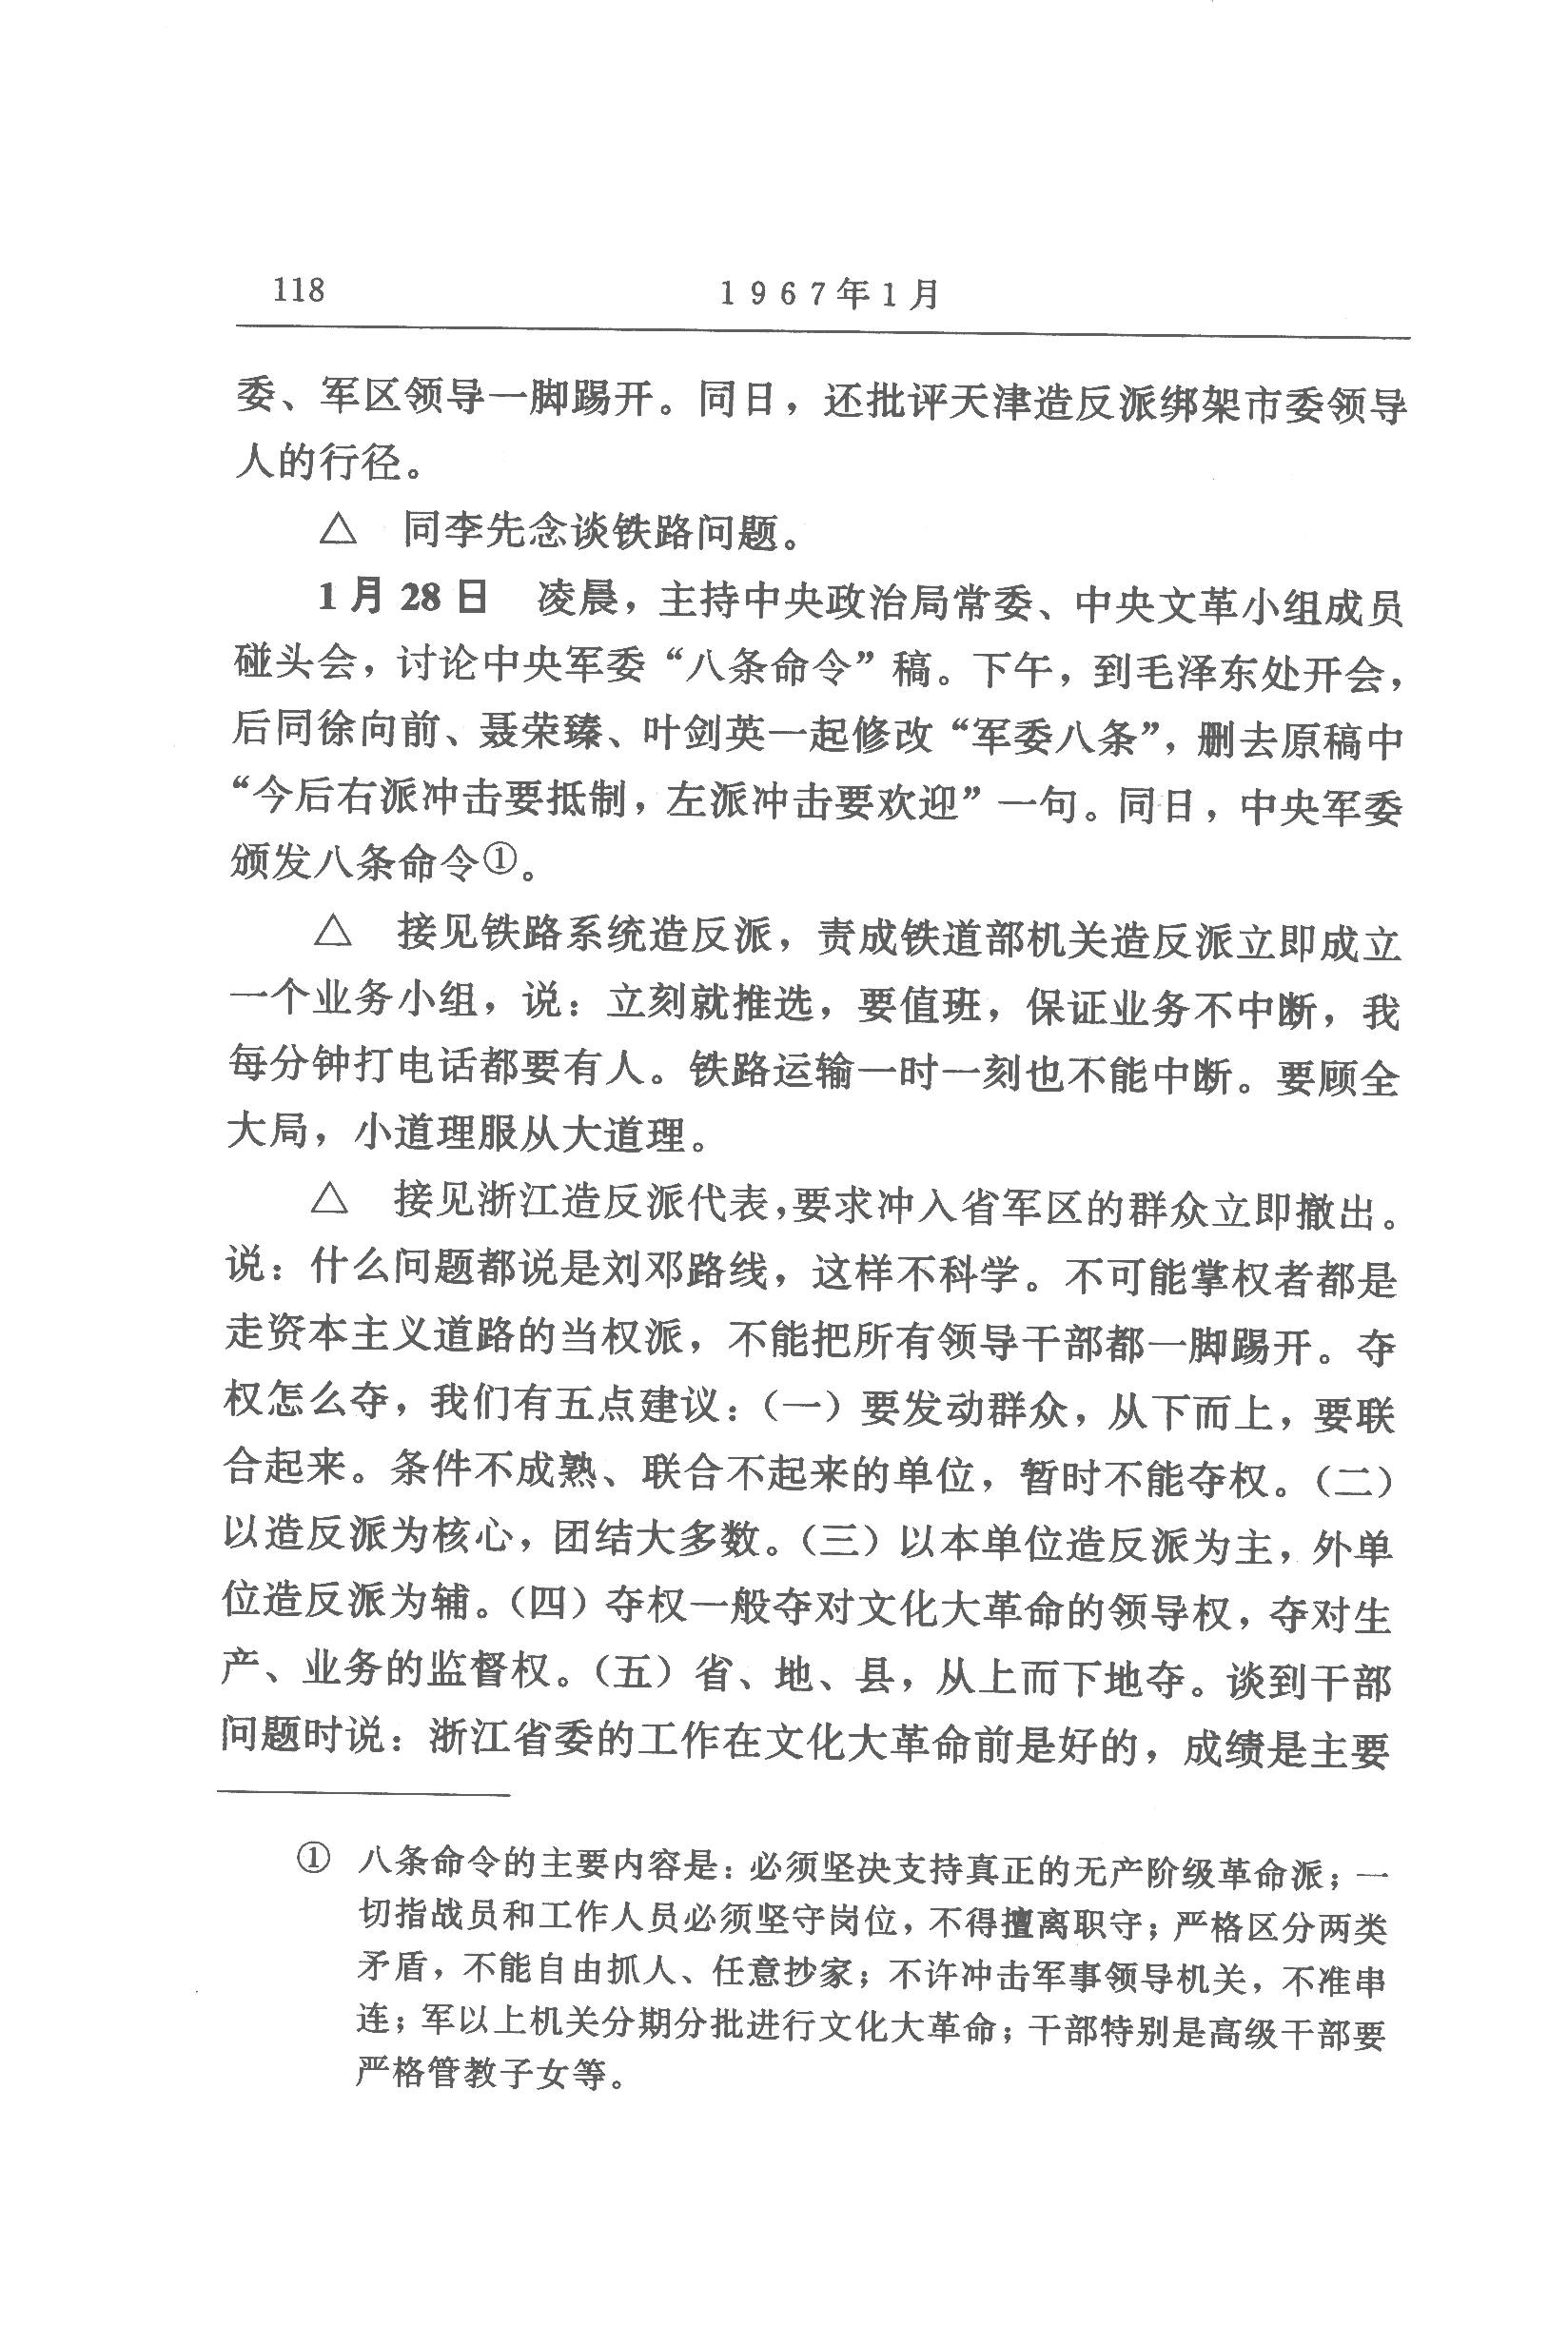 118
1967年1月
委、军区领导一脚踢开。同日，还批评天津造反派绑架市委领导
人的行径。
△ 同李先念谈铁路问题。
1月28日 凌晨，主持中央政治局常委、中央文革小组成员
碰头会，讨论中央军委“八条命令”稿。下午，到毛泽东处开会，
后同徐向前、聂荣臻、叶剑英一起修改“军委八条”，删去原稿中
“今后右派冲击要抵制，左派冲击要欢迎”一句。同日，中央军委
颁发八条命令①。
△ 接见铁路系统造反派，责成铁道部机关造反派立即成立
一个业务小组，说：立刻就推选，要值班，保证业务不中断，我
每分钟打电话都要有人。铁路运输一时一刻也不能中断。要顾全
大局，小道理服从大道理。
△ 接见浙江造反派代表，要求冲入省军区的群众立即撤出。
说：什么问题都说是刘邓路线，这样不科学。不可能掌权者都是
走资本主义道路的当权派，不能把所有领导干部都一脚踢开。夺
权怎么夺，我们有五点建议：（一）要发动群众，从下而上，要联
合起来。条件不成熟、联合不起来的单位，暂时不能夺权。（二）
以造反派为核心，团结大多数。（三）以本单位造反派为主，外单
位造反派为辅。（四）夺权一般夺对文化大革命的领导权，夺对生
产、业务的监督权。（五）省、地、县，从上而下地夺。谈到干部
问题时说：浙江省委的工作在文化大革命前是好的，成绩是主要
① 八条命令的主要内容是：必须坚决支持真正的无产阶级革命派；一
切指战员和工作人员必须坚守岗位，不得擅离职守；严格区分两类
矛盾，不能自由抓人、任意抄家；不许冲击军事领导机关，不准串
连；军以上机关分期分批进行文化大革命；干部特别是高级干部要
严格管教子女等。